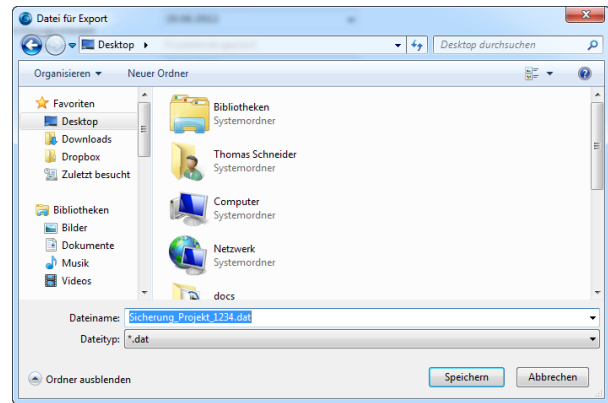 Datei für Export
Desktop
Desktop durchsuchen
Organisieren
Neuer Ordner
Favoriten
Desktop
Downloads
Dropbox
Zuletzt besucht
Bibliotheken
Bilder
Dokumente
Musik
Videos
Bibliotheken
Systemordner
Thomas Schneider
Systemordner
Computer
Systemordner
Netzwerk
Systemordner
docs
Dateiname: Sicherung_Projekt_1234.dat
Dateityp: *.dat
Ordner ausblenden
Speichern
Abbrechen